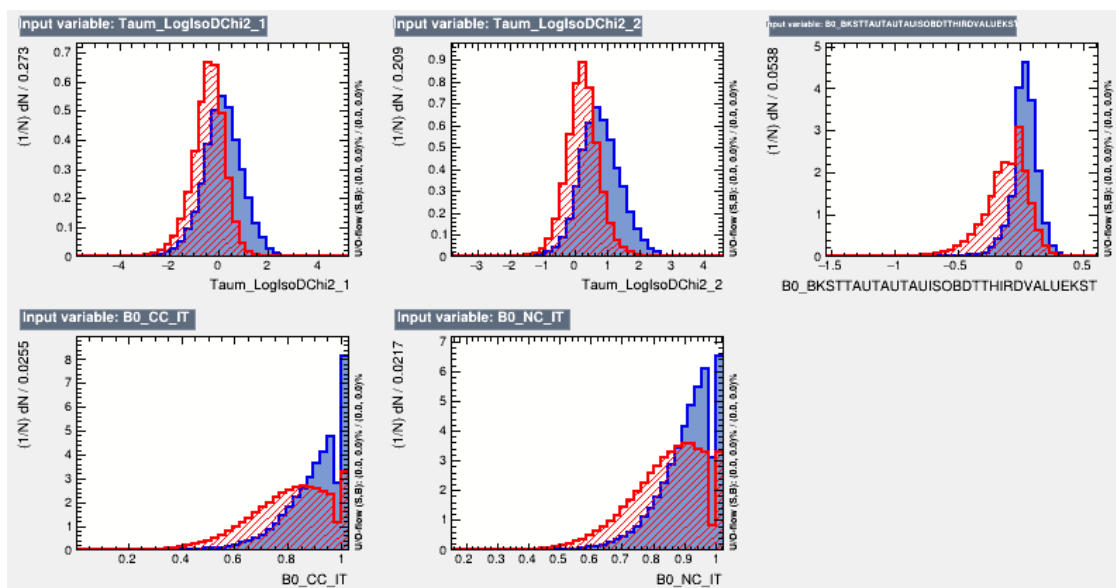 Input variable: Taum_LogIsoDChi2_1
(1/N) dN / 0.273
0.7
0.6
0.5
0.4
0.3
0.2
0.1
0
-4 -2 0 2 4
Taum_LogIsoDChi2_1
U/O-flow (S,B): (0.0, 0.0)% / (0.0, 0.0)%
Input variable: Taum_LogIsoDChi2_2
(1/N) dN / 0.209
0.9
0.8
0.7
0.6
0.5
0.4
0.3
0.2
0.1
0
-3 -2 -1 0 1 2 3 4
Taum_LogIsoDChi2_2
U/O-flow (S,B): (0.0, 0.0)% / (0.0, 0.0)%
Input variable: B0_BKSTTAUTAUTAUISOBDTTHIRDVALUEKST
(1/N) dN / 0.0538
5
4
3
2
1
0
-1.5 -1 -0.5 0 0.5
B0_BKSTTAUTAUTAUISOBDTTHIRDVALUEKST
U/O-flow (S,B): (0.0, 0.0)% / (0.0, 0.0)%
Input variable: B0_CC_IT
(1/N) dN / 0.0255
8
7
6
5
4
3
2
1
0
0.2 0.4 0.6 0.8 1
B0_CC_IT
U/O-flow (S,B): (0.0, 0.0)% / (0.0, 0.0)%
Input variable: B0_NC_IT
(1/N) dN / 0.0217
7
6
5
4
3
2
1
0
0.2 0.3 0.4 0.5 0.6 0.7 0.8 0.9 1
B0_NC_IT
U/O-flow (S,B): (0.0, 0.0)% / (0.0, 0.0)%